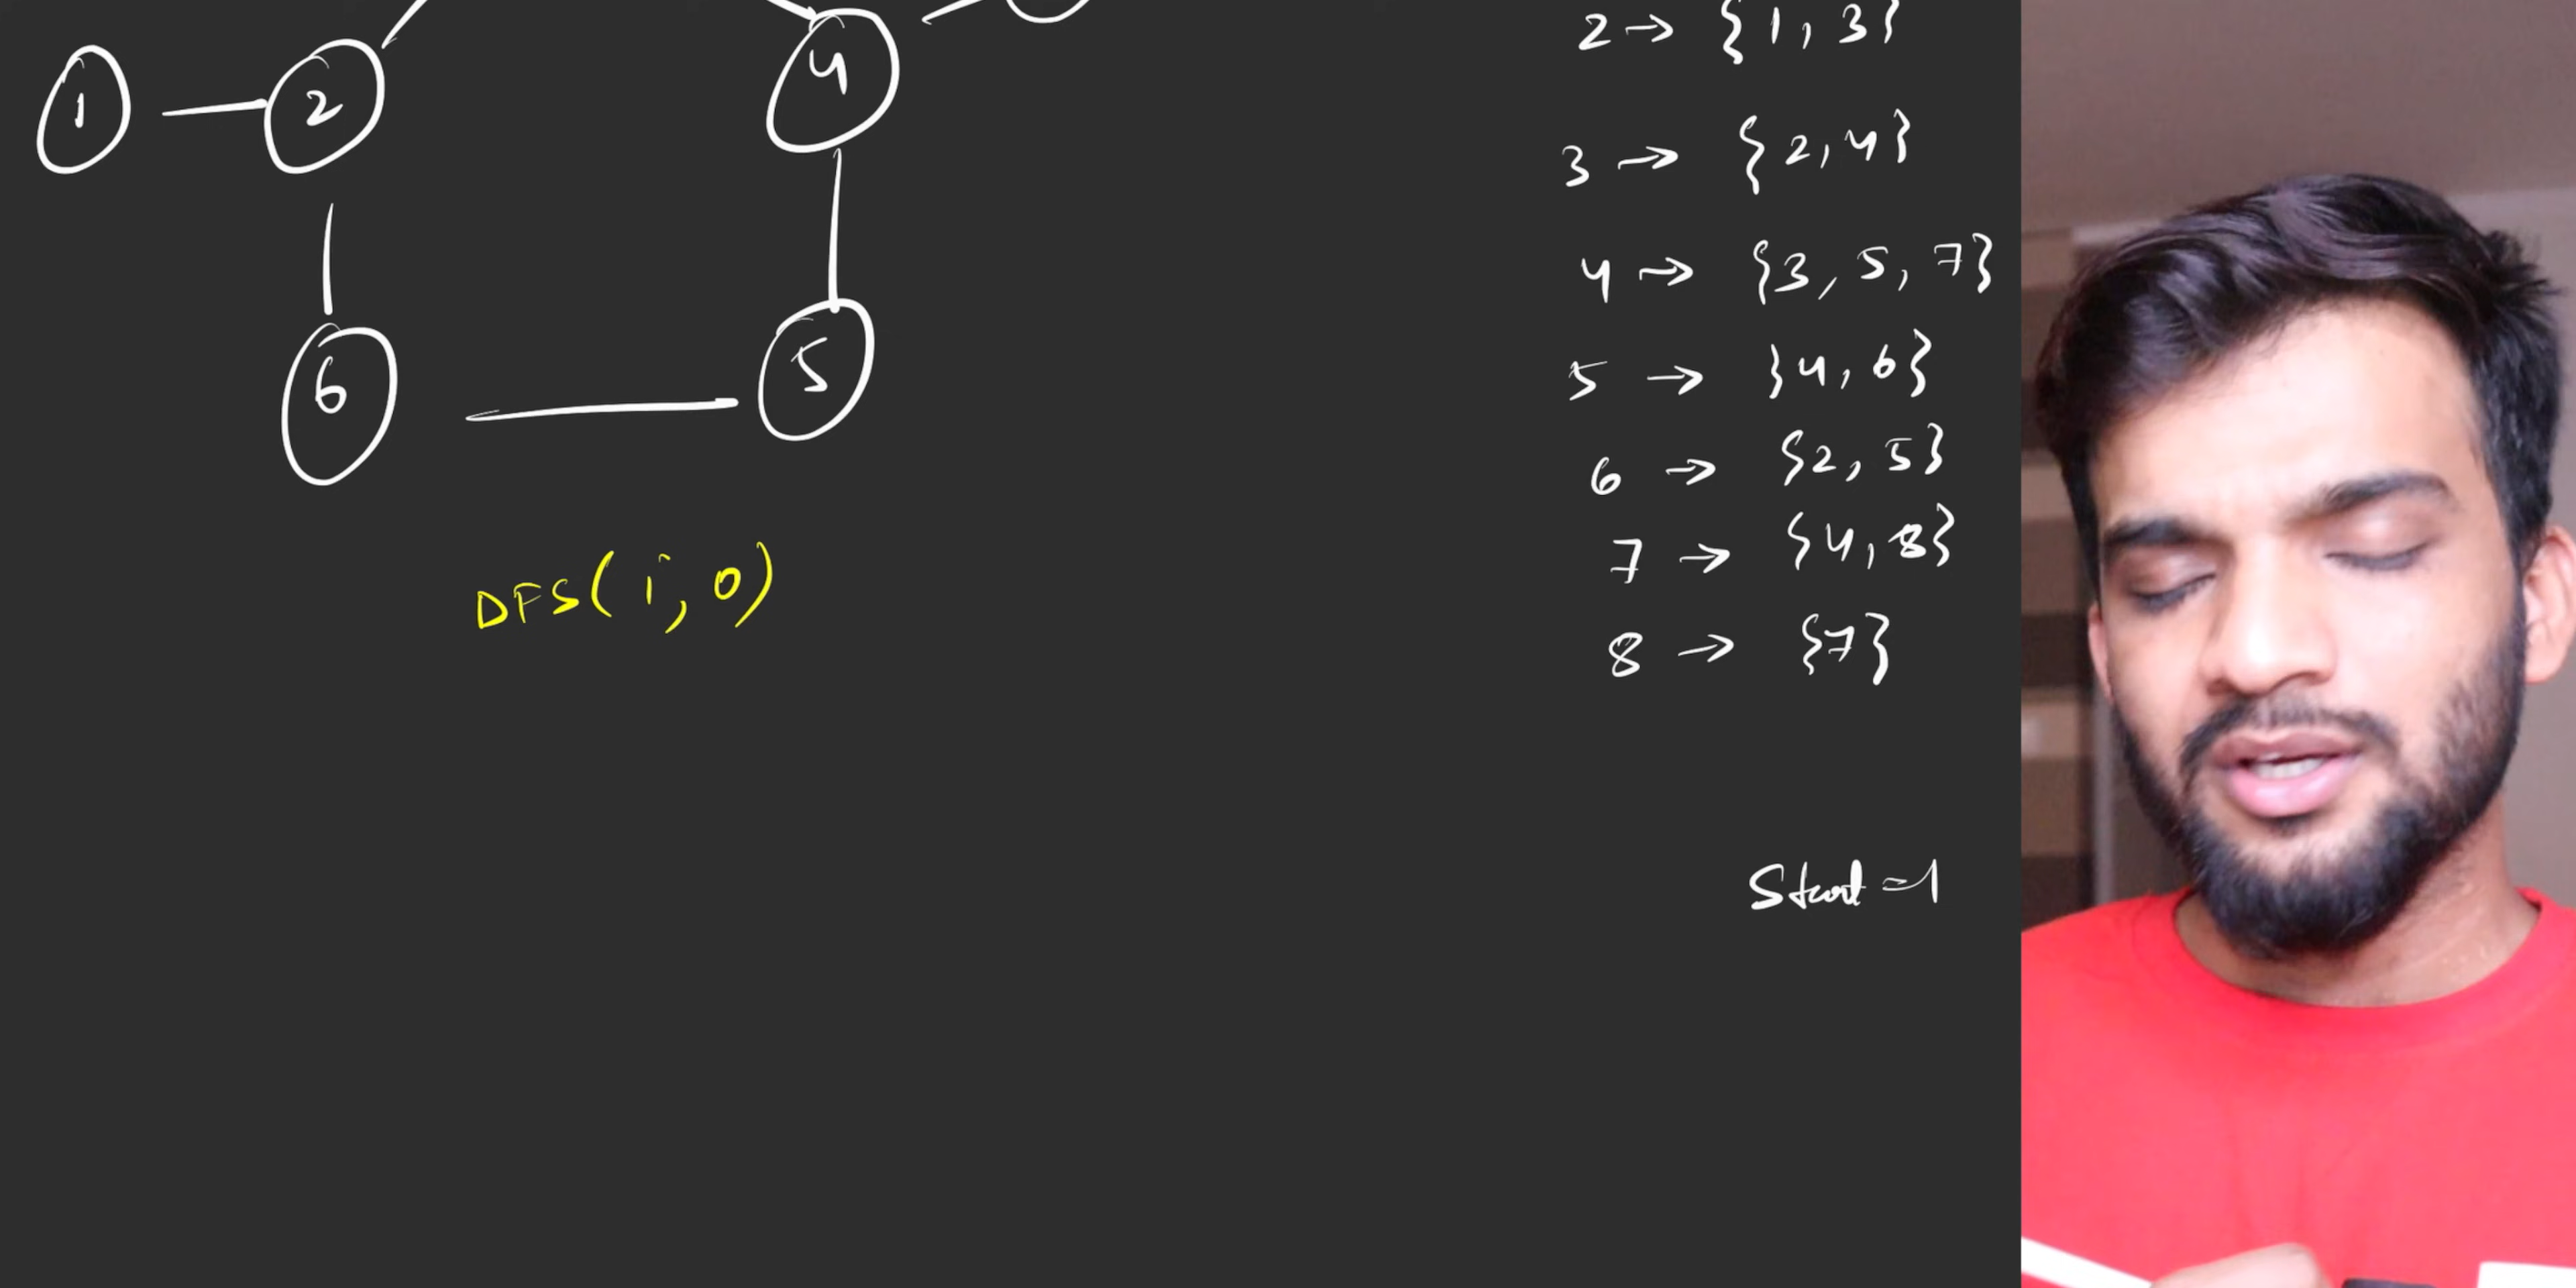 1
2
4
6
5
DFS(1, 0)
2 → {1, 3}
3 → {2, 4}
4 → {3, 5, 7}
5 → }4, 6}
6 → {2, 5}
7 → {4, 8}
8 → {7}
Start = 1